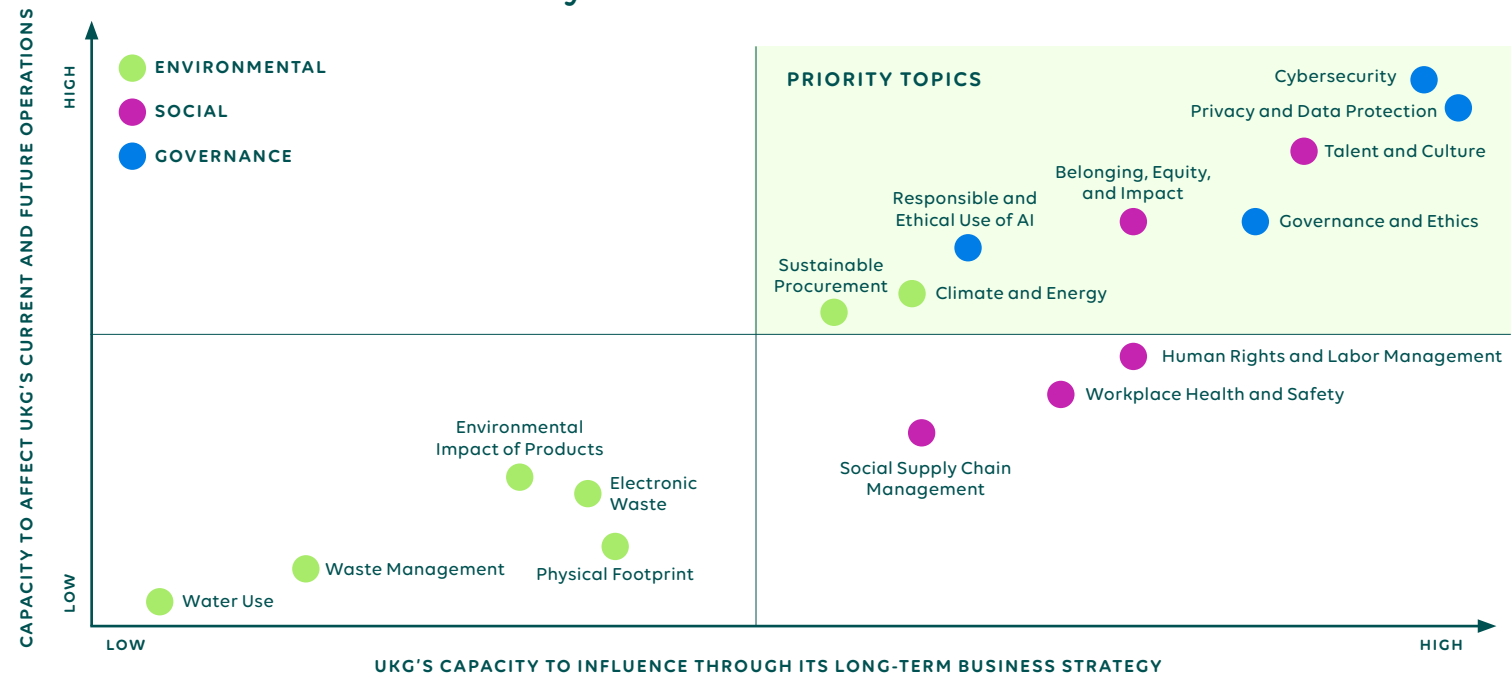 CAPACITY TO AFFECT UKG'S CURRENT AND FUTURE OPERATIONS
HIGH
LOW
ENVIRONMENTAL
SOCIAL
GOVERNANCE
PRIORITY TOPICS
Cybersecurity
Privacy and Data Protection
Talent and Culture
Belonging, Equity,
and Impact
Governance and Ethics
Responsible and
Ethical Use of AI
Sustainable
Procurement
Climate and Energy
Human Rights and Labor Management
Workplace Health and Safety
Social Supply Chain
Management
Environmental
Impact of Products
Electronic
Waste
Physical Footprint
Waste Management
Water Use
LOW
HIGH
UKG'S CAPACITY TO INFLUENCE THROUGH ITS LONG-TERM BUSINESS STRATEGY